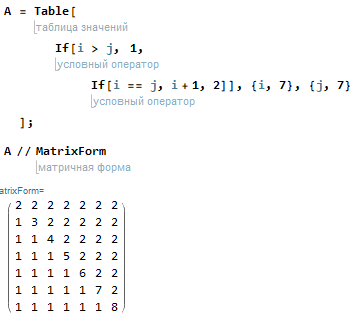 A = Table[
таблица значений
If[i > j, 1,
условный оператор
If[i == j, i + 1, 2]], {i, 7}, {j, 7}
условный оператор
];
A // MatrixForm
матричная форма
atrixForm=
2 2 2 2 2 2 2
1 3 2 2 2 2 2
1 1 4 2 2 2 2
1 1 1 5 2 2 2
1 1 1 1 6 2 2
1 1 1 1 1 7 2
1 1 1 1 1 1 8